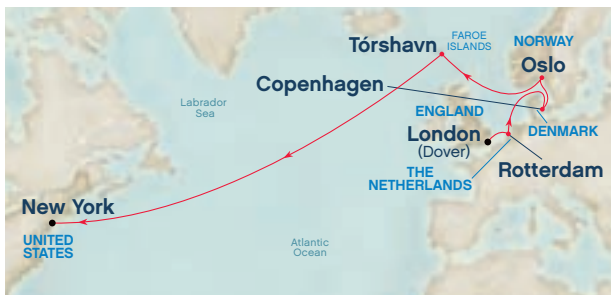 Tórshavn
FAROE
ISLANDS
NORWAY
Oslo
Copenhagen
Labrador
Sea
ENGLAND
London
(Dover)
DENMARK
THE
NETHERLANDS
Rotterdam
New York
UNITED
STATES
Atlantic
Ocean